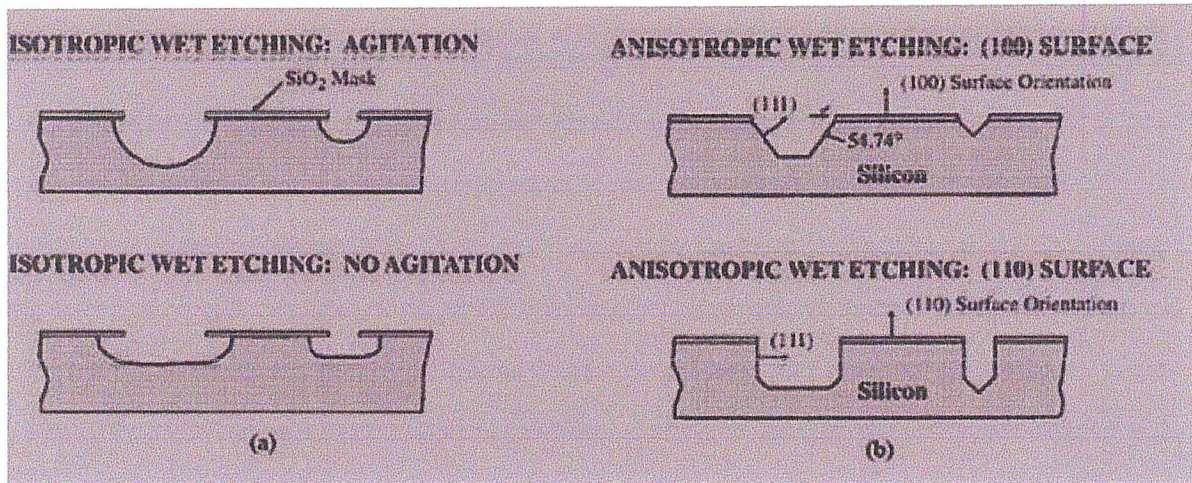 ISOTROPIC WET ETCHING: AGITATION
SiO₂ Mask
ISOTROPIC WET ETCHING: NO AGITATION
(a)
ANISOTROPIC WET ETCHING: (100) SURFACE
(100) Surface Orientation
(111)
54.74°
Silicon
ANISOTROPIC WET ETCHING: (110) SURFACE
(110) Surface Orientation
(111)
Silicon
(b)